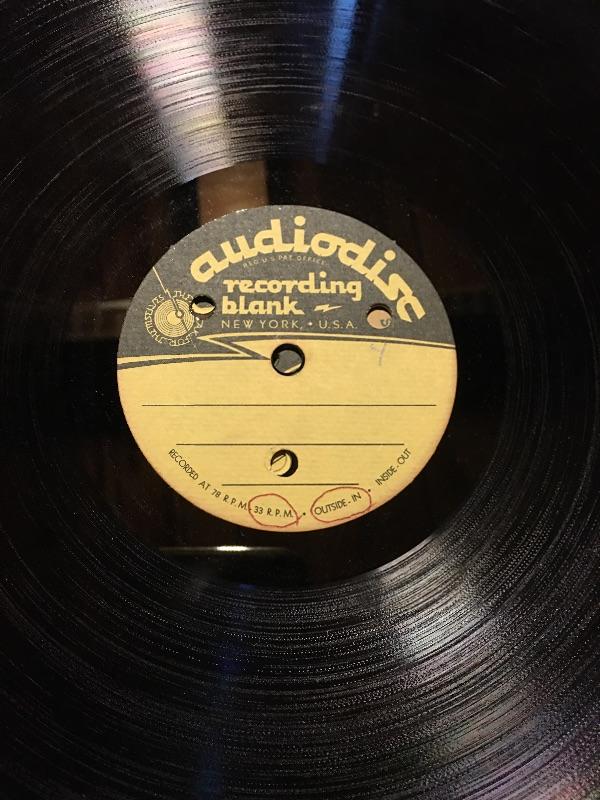 audiodisc
REG. U.S. PAT. OFFICE
recording
blank
NEW YORK, • U.S.A.
RECORDED AT 78 R.P.M. 33 R.P.M. • OUTSIDE-IN • INSIDE-OUT